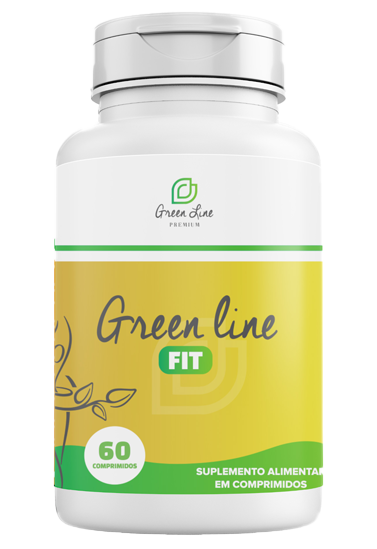 Green Line
PREMIUM
Green line
FIT
60
COMPRIMIDOS
SUPLEMENTO ALIMENTAR
EM COMPRIMIDOS